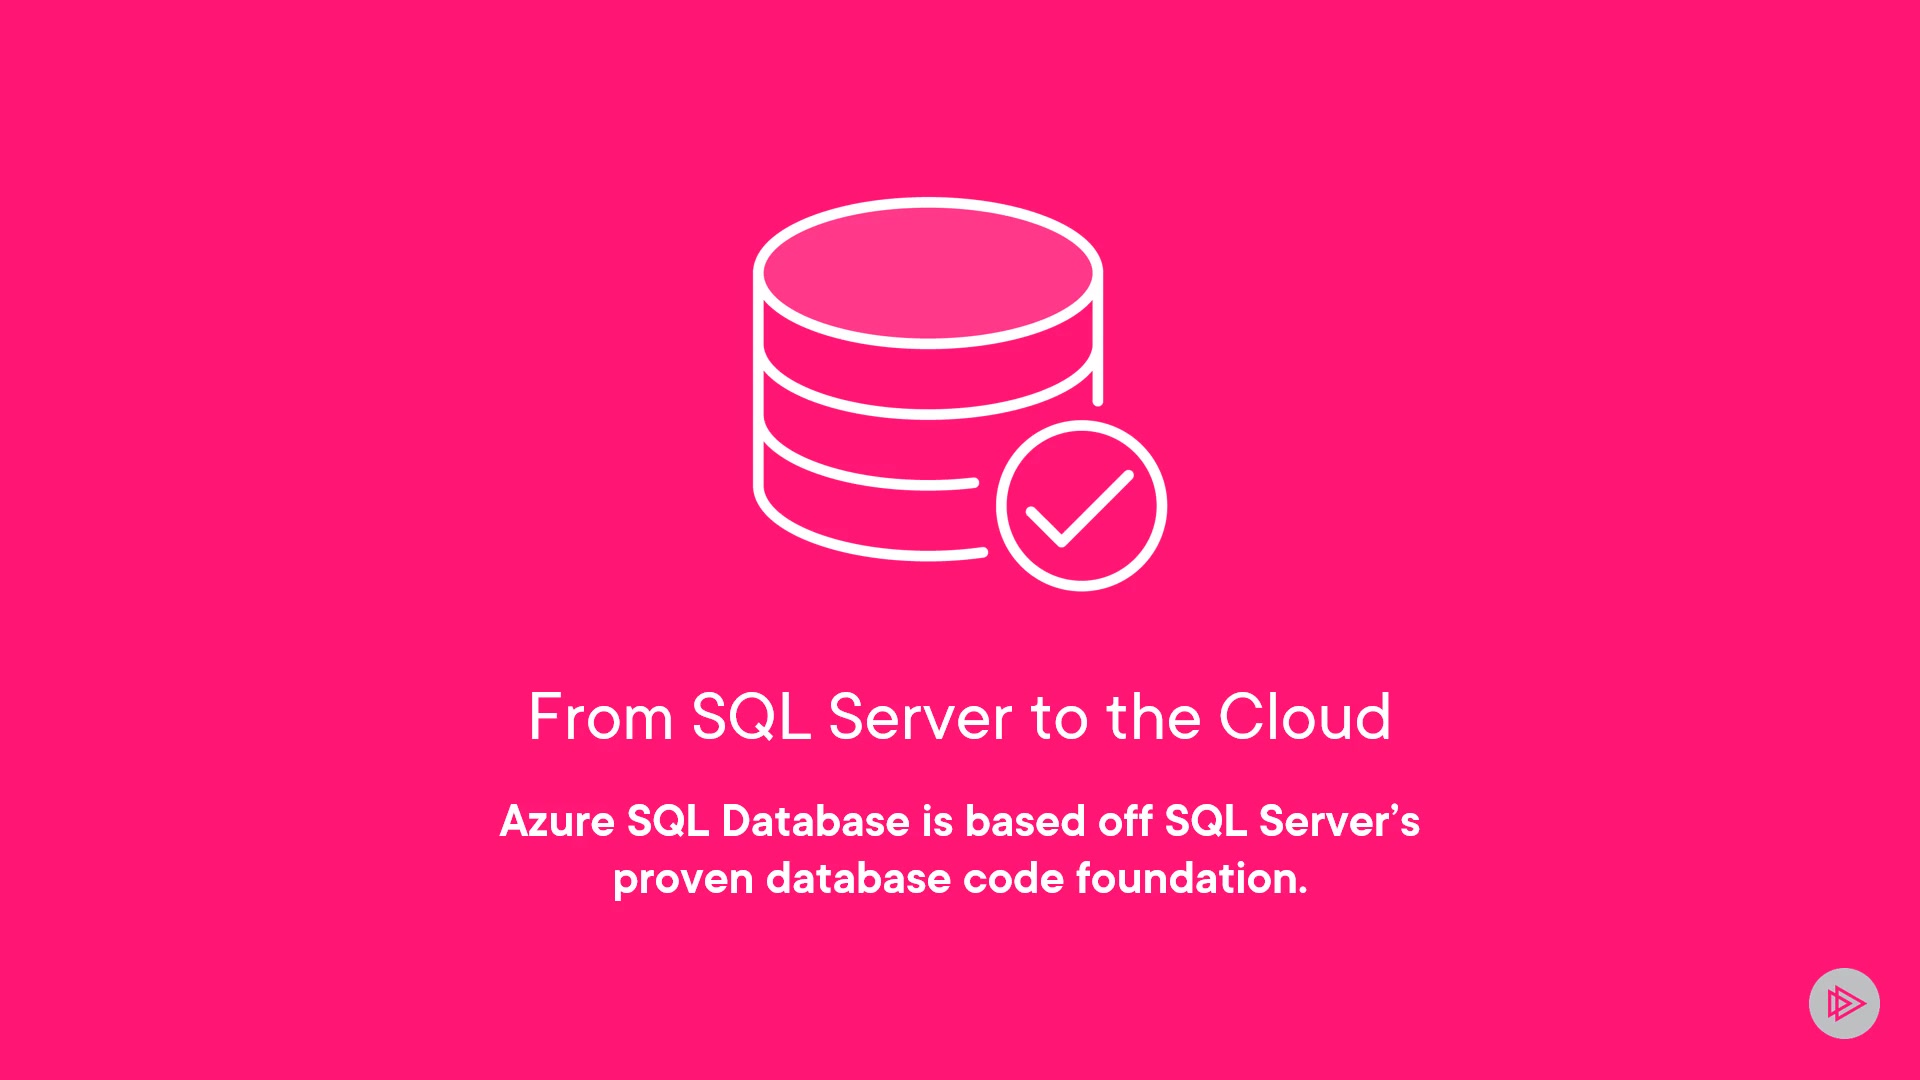 From SQL Server to the Cloud
Azure SQL Database is based off SQL Server’s
proven database code foundation.